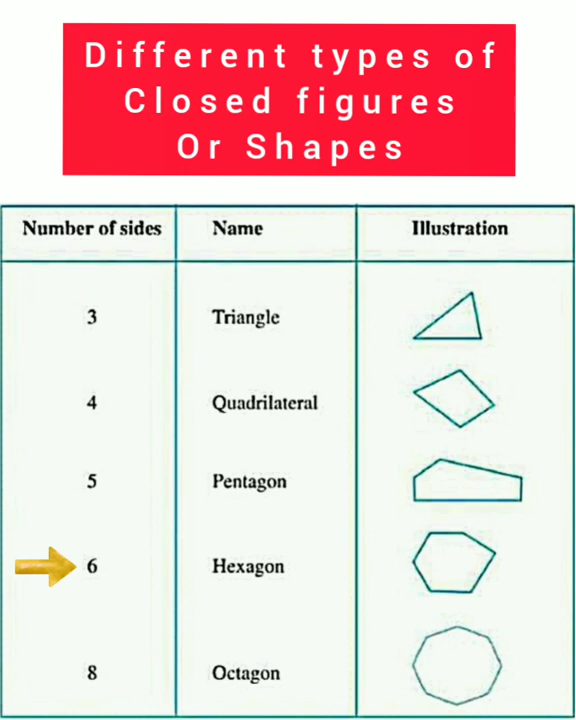 Different types of
Closed figures
Or Shapes
Number of sides Name Illustration
3 Triangle
4 Quadrilateral
5 Pentagon
6 Hexagon
8 Octagon